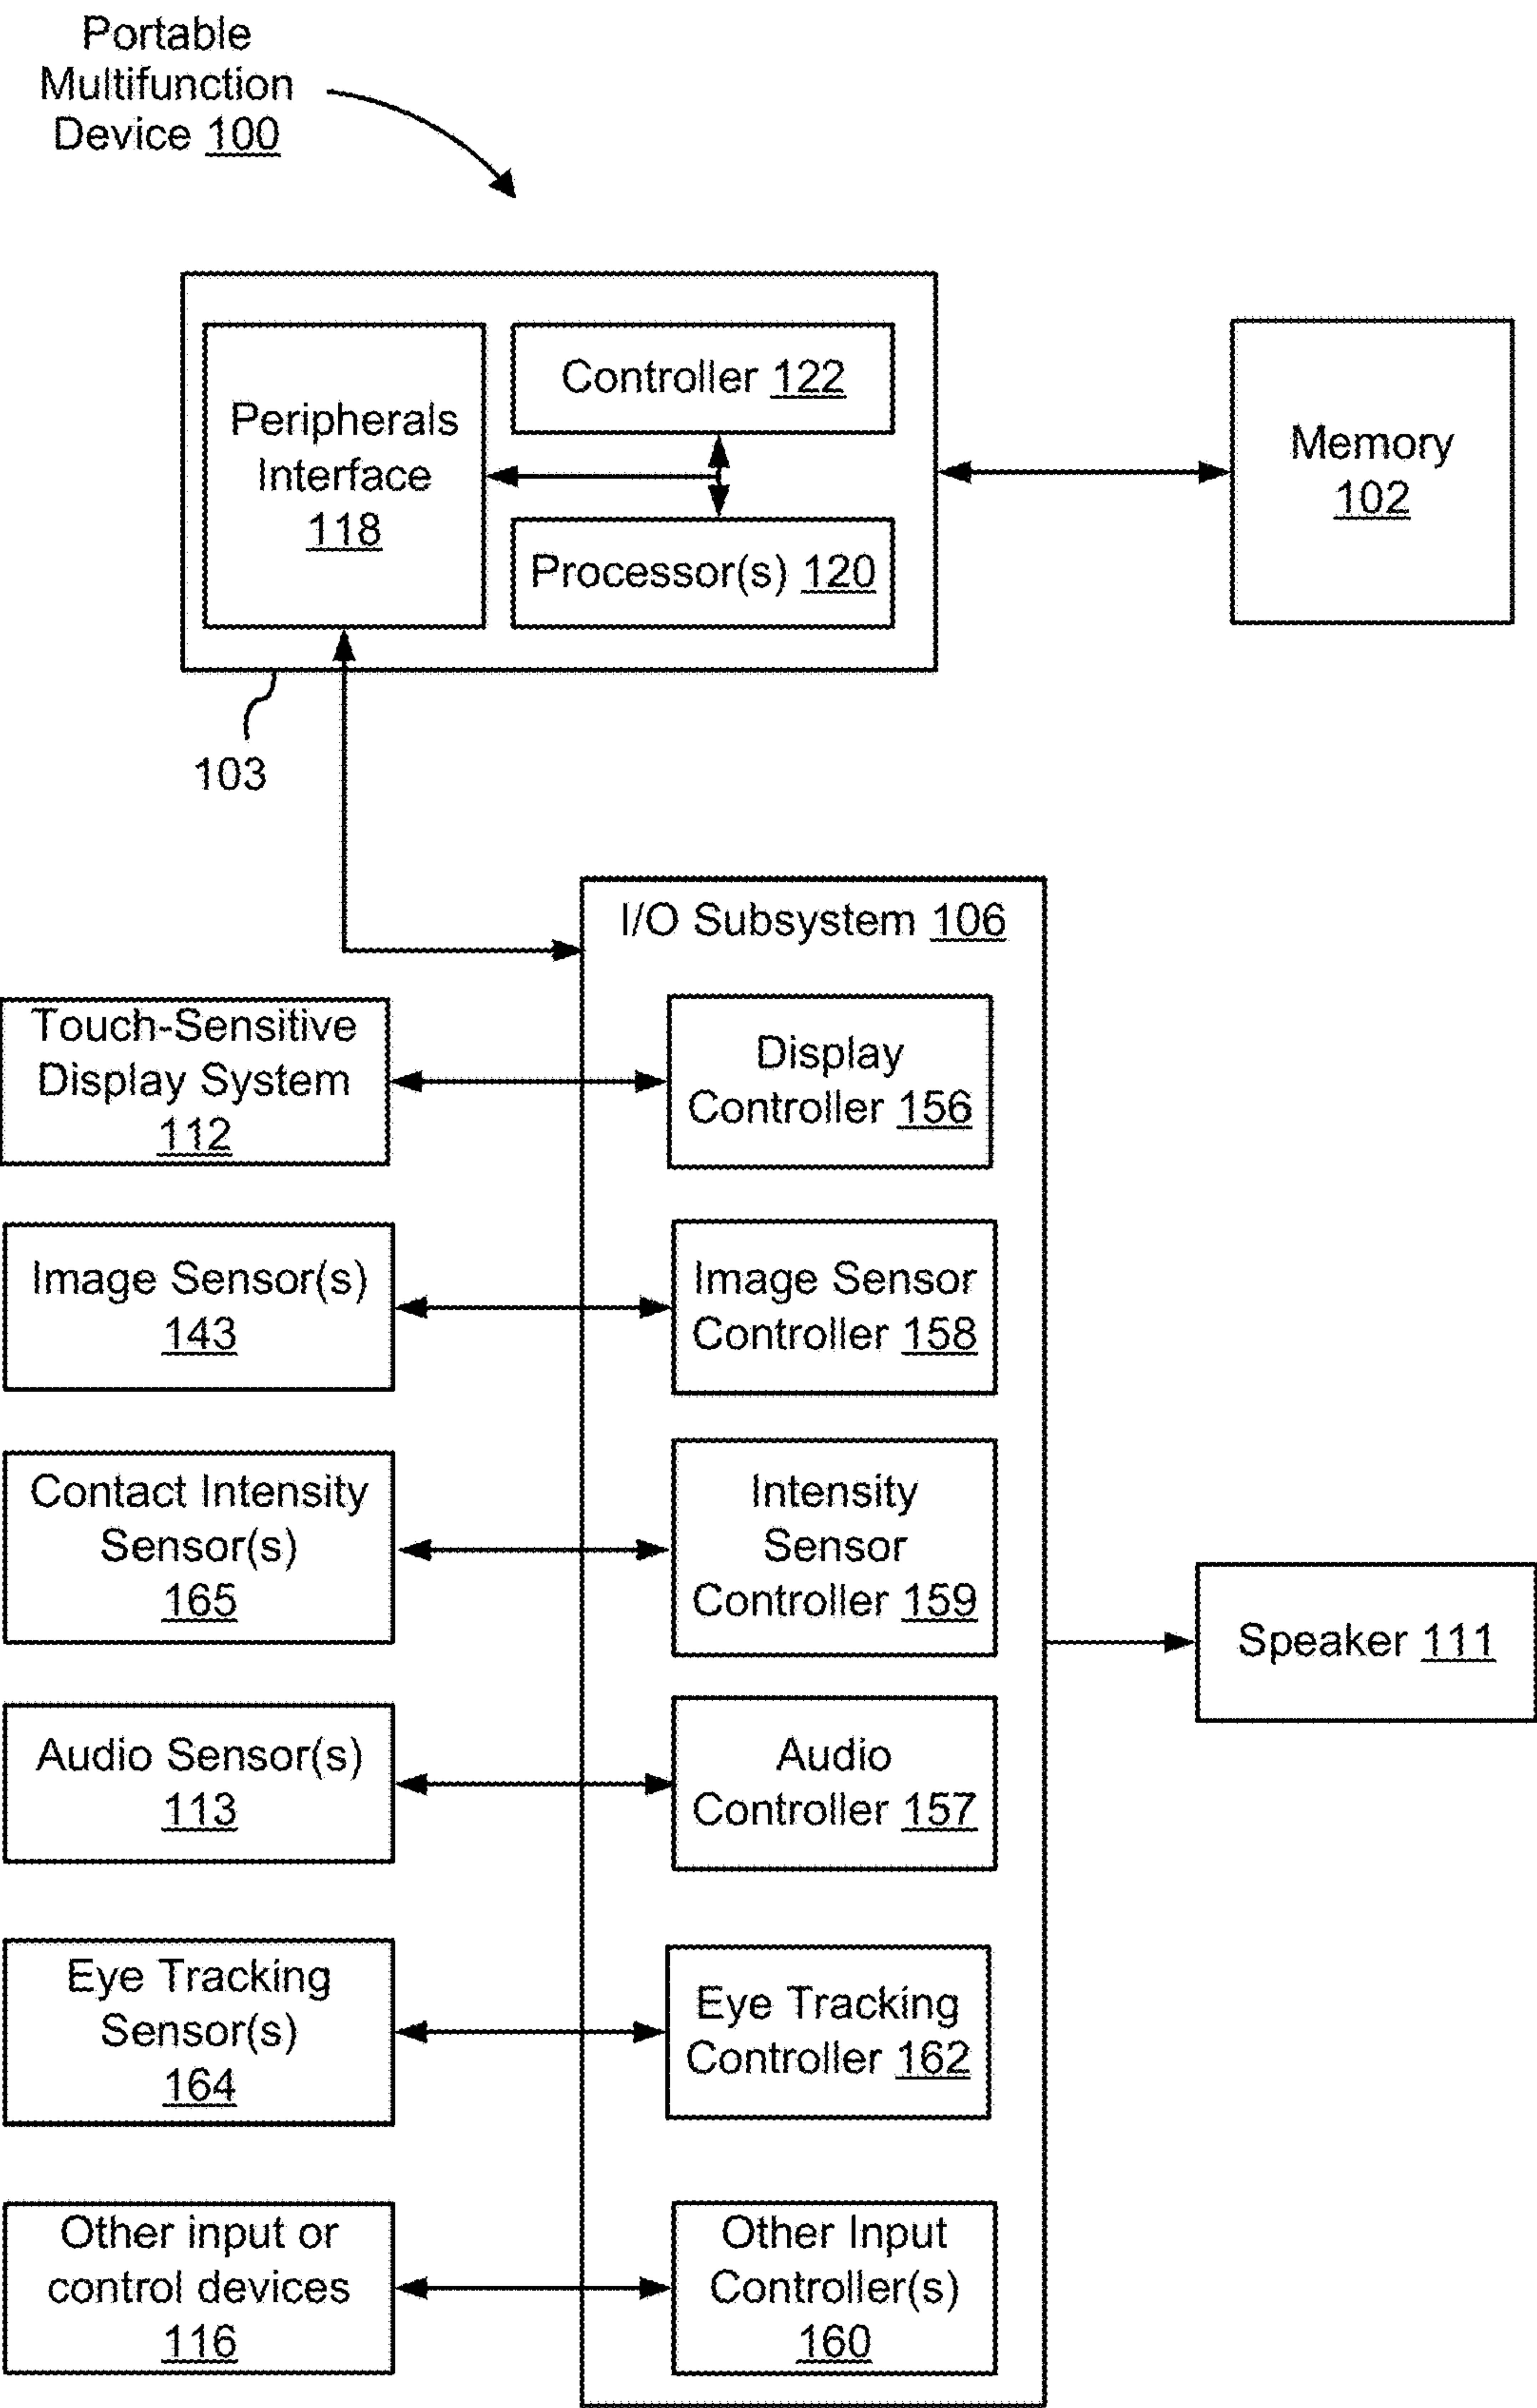 Portable
Multifunction
Device 100
Peripherals
Interface
118
Controller 122
Processor(s) 120
Memory
102
103
I/O Subsystem 106
Touch-Sensitive
Display System
112
Display
Controller 156
Image Sensor(s)
143
Image Sensor
Controller 158
Contact Intensity
Sensor(s)
165
Intensity
Sensor
Controller 159
Speaker 111
Audio Sensor(s)
113
Audio
Controller 157
Eye Tracking
Sensor(s)
164
Eye Tracking
Controller 162
Other input or
control devices
116
Other Input
Controller(s)
160